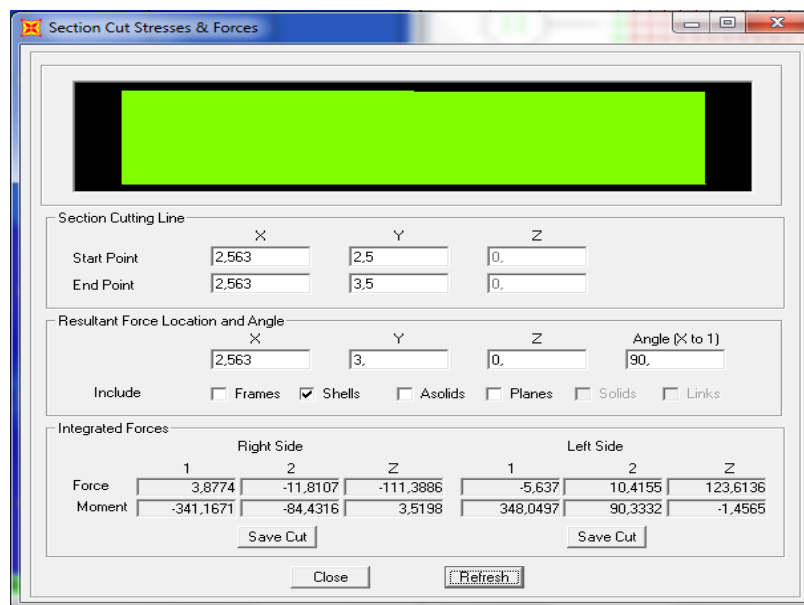 Section Cut Stresses & Forces
Section Cutting Line
X Y Z
Start Point 2,563 2,5 0,
End Point 2,563 3,5 0,
Resultant Force Location and Angle
X Y Z Angle (X to 1)
2,563 3, 0, 90,
Include Frames Shells Asolids Planes Solids Links
Integrated Forces
Right Side Left Side
1 2 Z 1 2 Z
Force 3,8774 -11,8107 -111,3886 -5,637 10,4155 123,6136
Moment -341,1671 -84,4316 3,5198 348,0497 90,3332 -1,4565
Save Cut Save Cut
Close Refresh